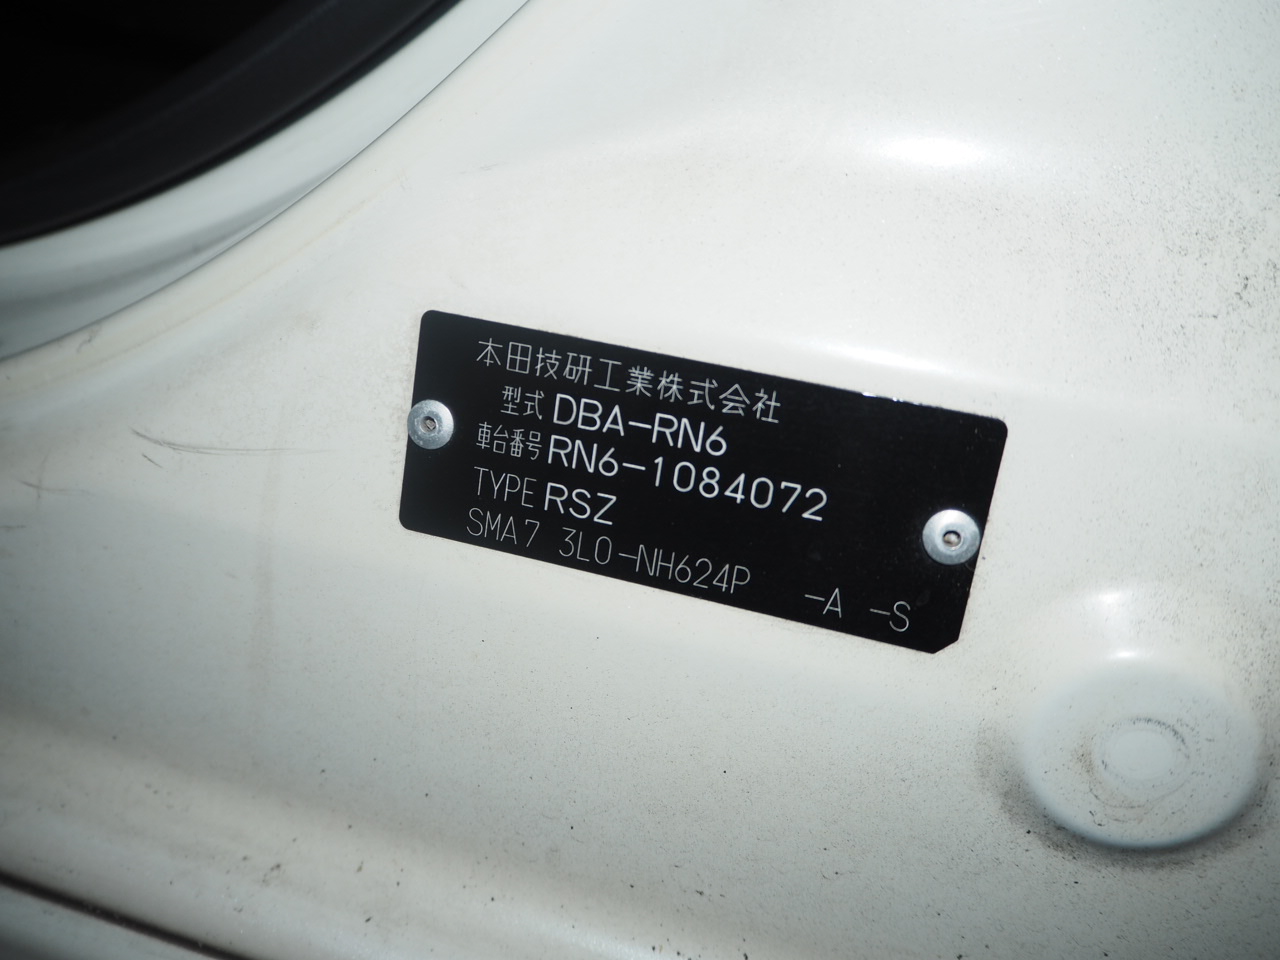 本田技研工業株式会社
型式 DBA-RN6
車台番号 RN6-1084072
TYPE RSZ
SMA7 3L0-NH624P -A -S